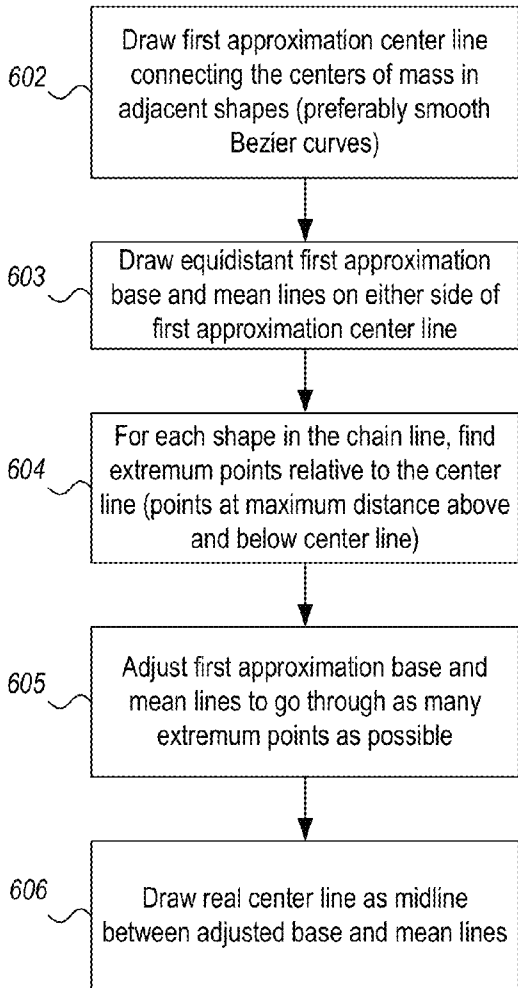 602
Draw first approximation center line
connecting the centers of mass in
adjacent shapes (preferably smooth
Bezier curves)
603
Draw equidistant first approximation
base and mean lines on either side of
first approximation center line
604
For each shape in the chain line, find
extremum points relative to the center
line (points at maximum distance above
and below center line)
605
Adjust first approximation base and
mean lines to go through as many
extremum points as possible
606
Draw real center line as midline
between adjusted base and mean lines